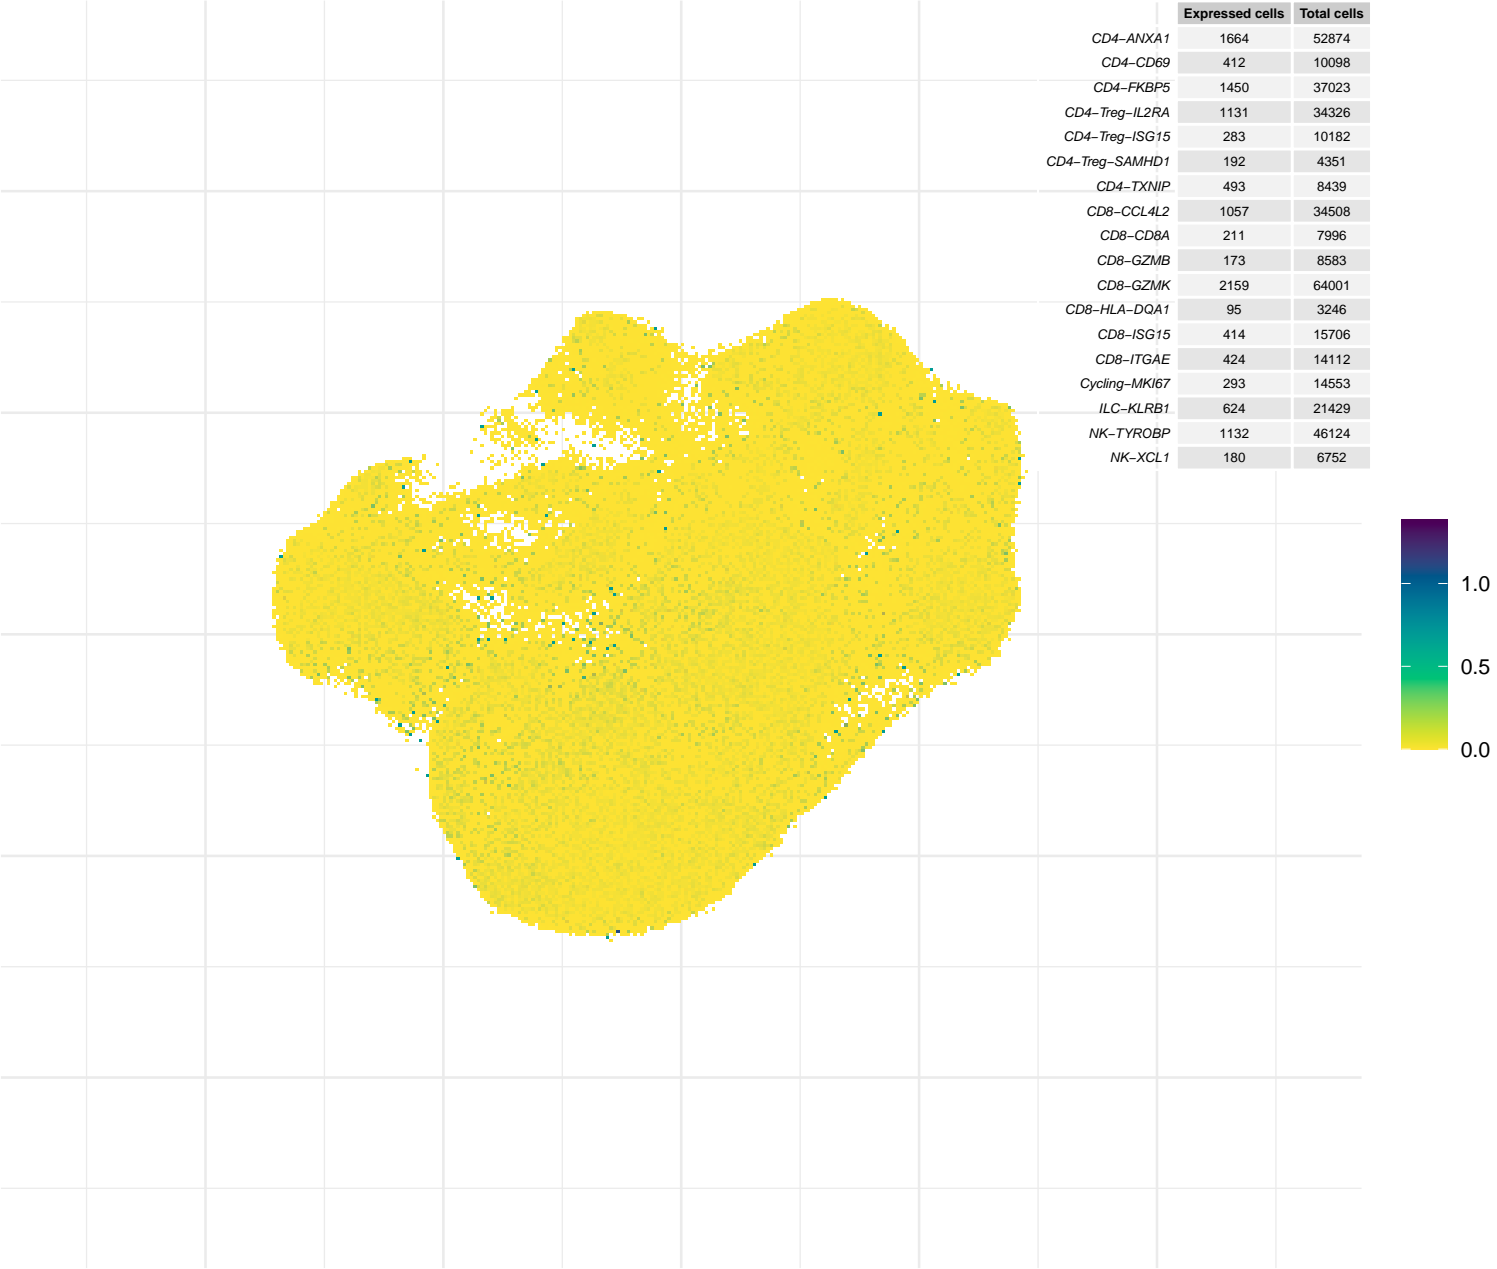 Expressed cells Total cells
CD4−ANXA1 1664 52874
CD4−CD69 412 10098
CD4−FKBP5 1450 37023
CD4−Treg−IL2RA 1131 34326
CD4−Treg−ISG15 283 10182
CD4−Treg−SAMHD1 192 4351
CD4−TXNIP 493 8439
CD8−CCL4L2 1057 34508
CD8−CD8A 211 7996
CD8−GZMB 173 8583
CD8−GZMK 2159 64001
CD8−HLA−DQA1 95 3246
CD8−ISG15 414 15706
CD8−ITGAE 424 14112
Cycling−MKI67 293 14553
ILC−KLRB1 624 21429
NK−TYROBP 1132 46124
NK−XCL1 180 6752
1.0
0.5
0.0